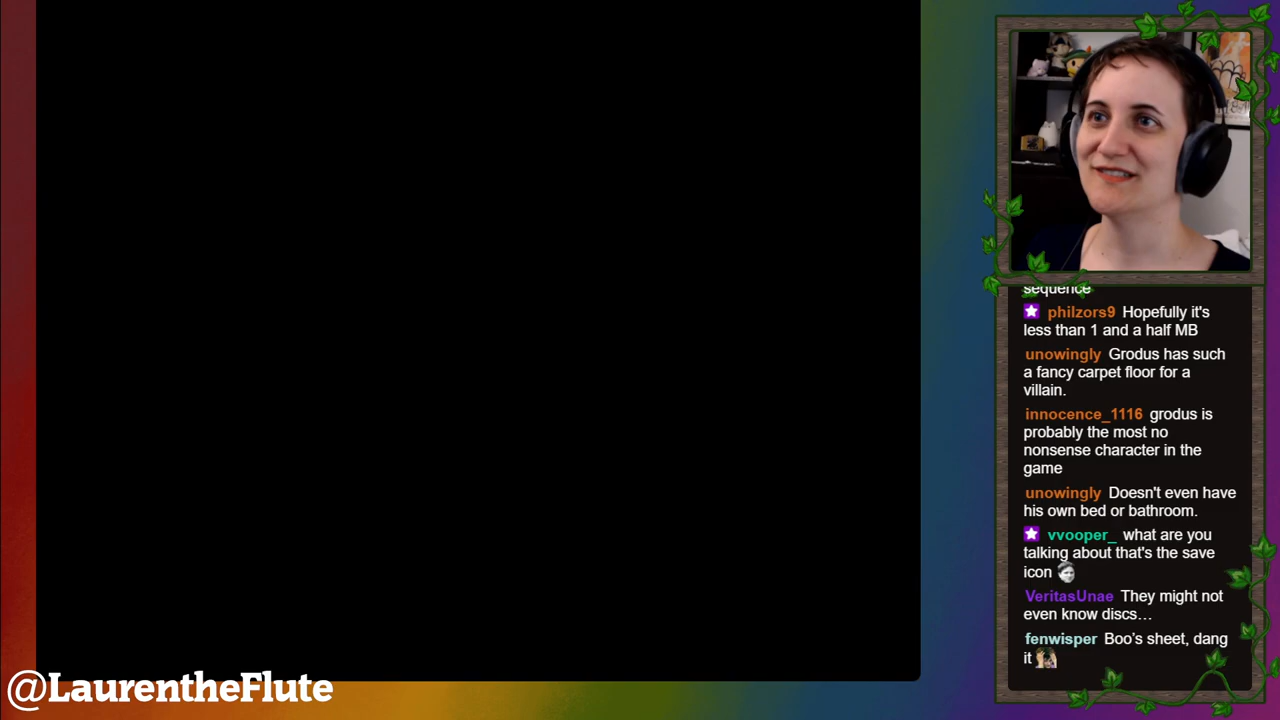 sequence
philzors9 Hopefully it's
less than 1 and a half MB
unowingly Grodus has such
a fancy carpet floor for a
villain.
innocence_1116 grodus is
probably the most no
nonsense character in the
game
unowingly Doesn't even have
his own bed or bathroom.
vvooper_ what are you
talking about that's the save
icon
VeritasUnae They might not
even know discs…
fenwisper Boo's sheet, dang
it
@LaurentheFlute